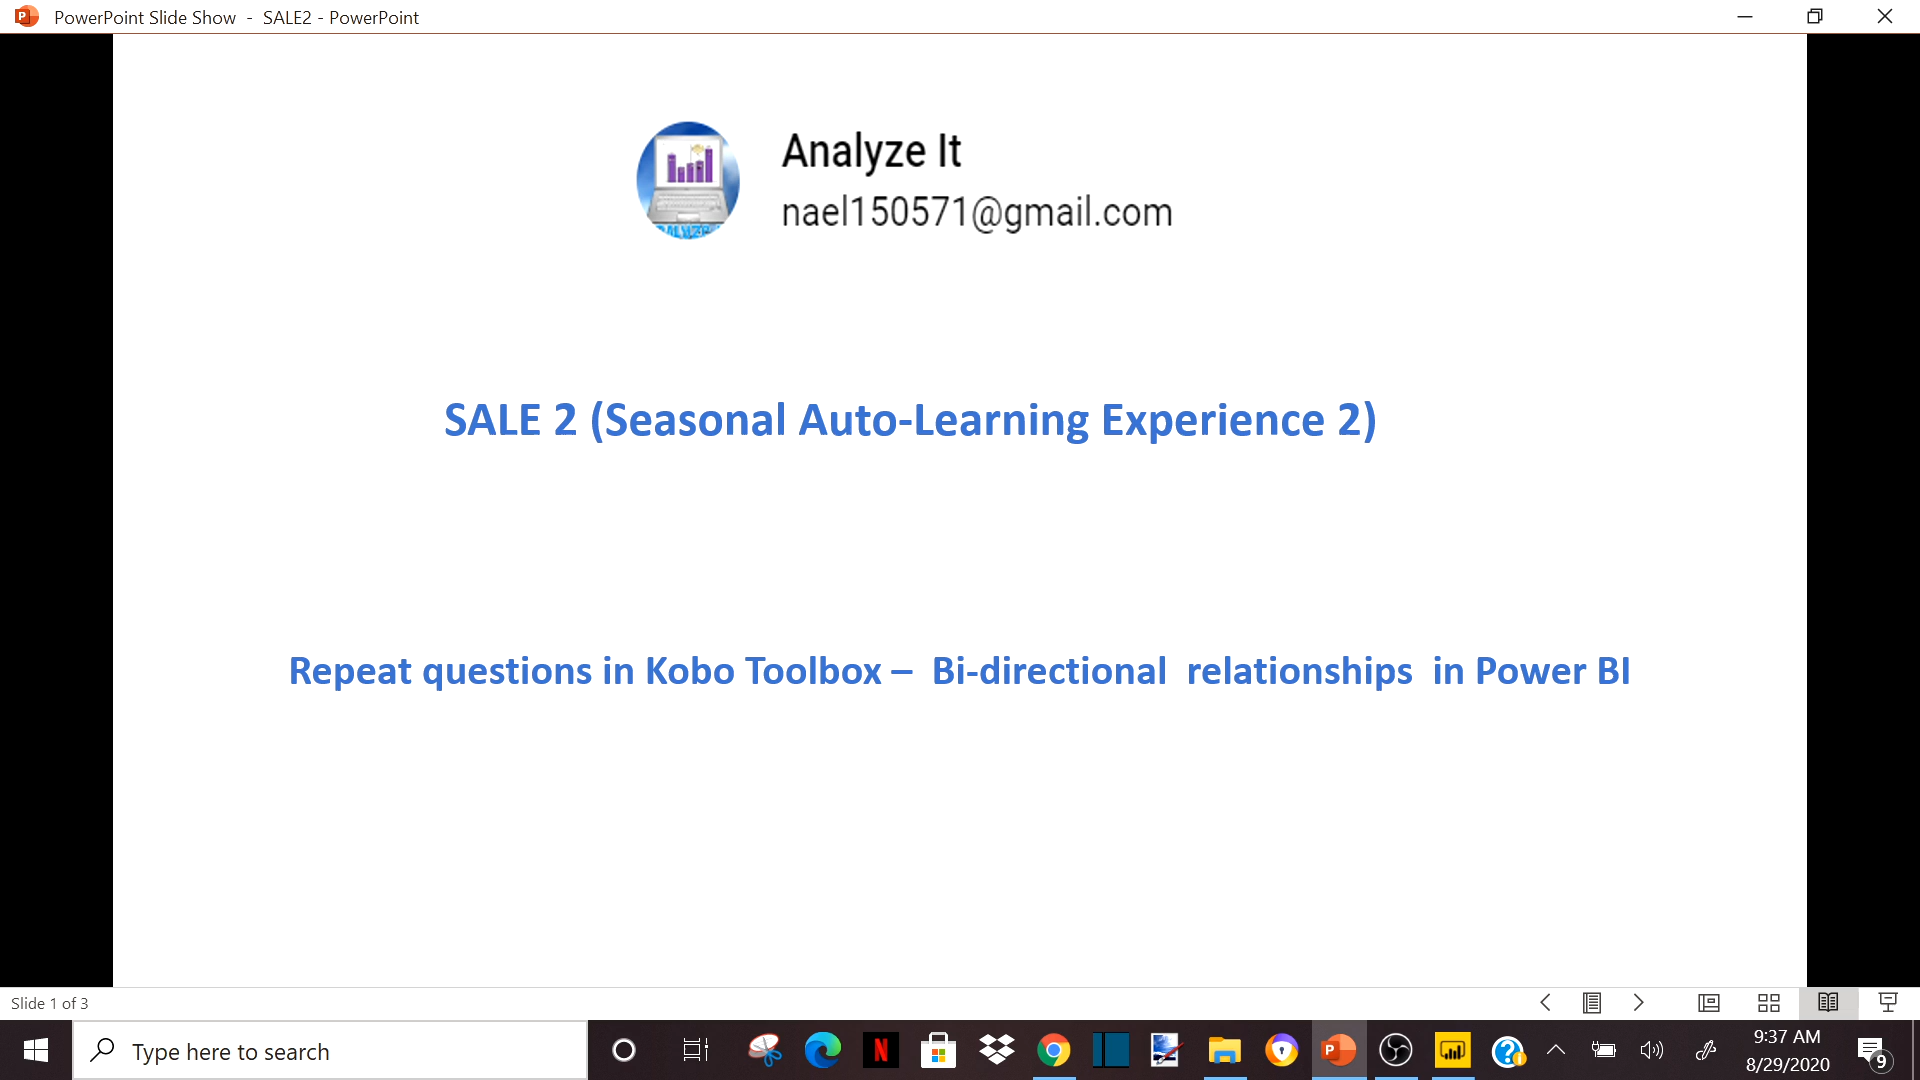 PowerPoint Slide Show - SALE2 - PowerPoint
Analyze It
nael150571@gmail.com
SALE 2 (Seasonal Auto-Learning Experience 2)
Repeat questions in Kobo Toolbox – Bi-directional relationships in Power BI
Slide 1 of 3
Type here to search
9:37 AM
8/29/2020
9